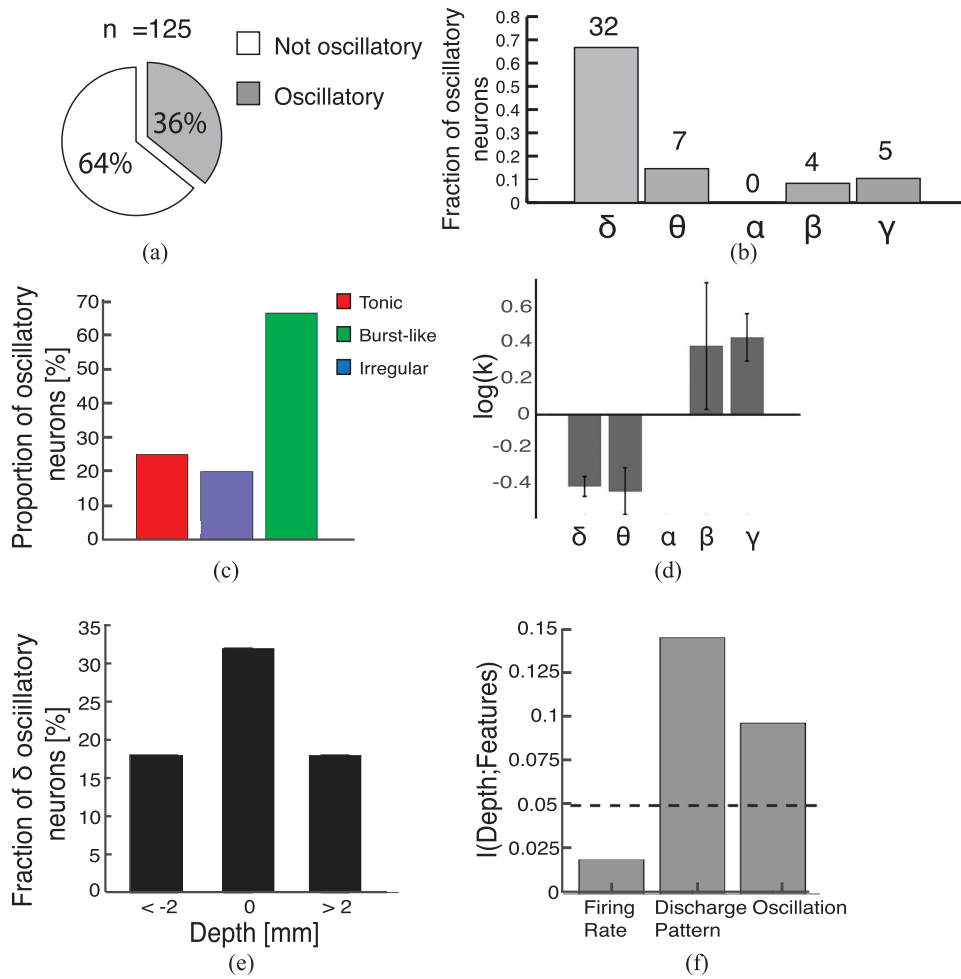 n =125
Not oscillatory
Oscillatory
36%
64%
(a)
Fraction of oscillatory
neurons
0.8
0.7
0.6
0.5
0.4
0.3
0.2
0.1
0
32
7
0
4
5
δ θ α β γ
(b)
Proportion of oscillatory
neurons [%]
70
60
50
40
30
20
10
0
Tonic
Burst-like
Irregular
(c)
log(k)
0.6
0.4
0.2
0
-0.2
-0.4
δ θ α β γ
(d)
Fraction of δ osciillatory
neurons [%]
35
30
25
20
15
10
5
0
< -2 0 > 2
Depth [mm]
(e)
I(Depth;Features)
0.15
0.125
0.1
0.075
0.05
0.025
0
Firing Discharge Oscillation
Rate Pattern
(f)